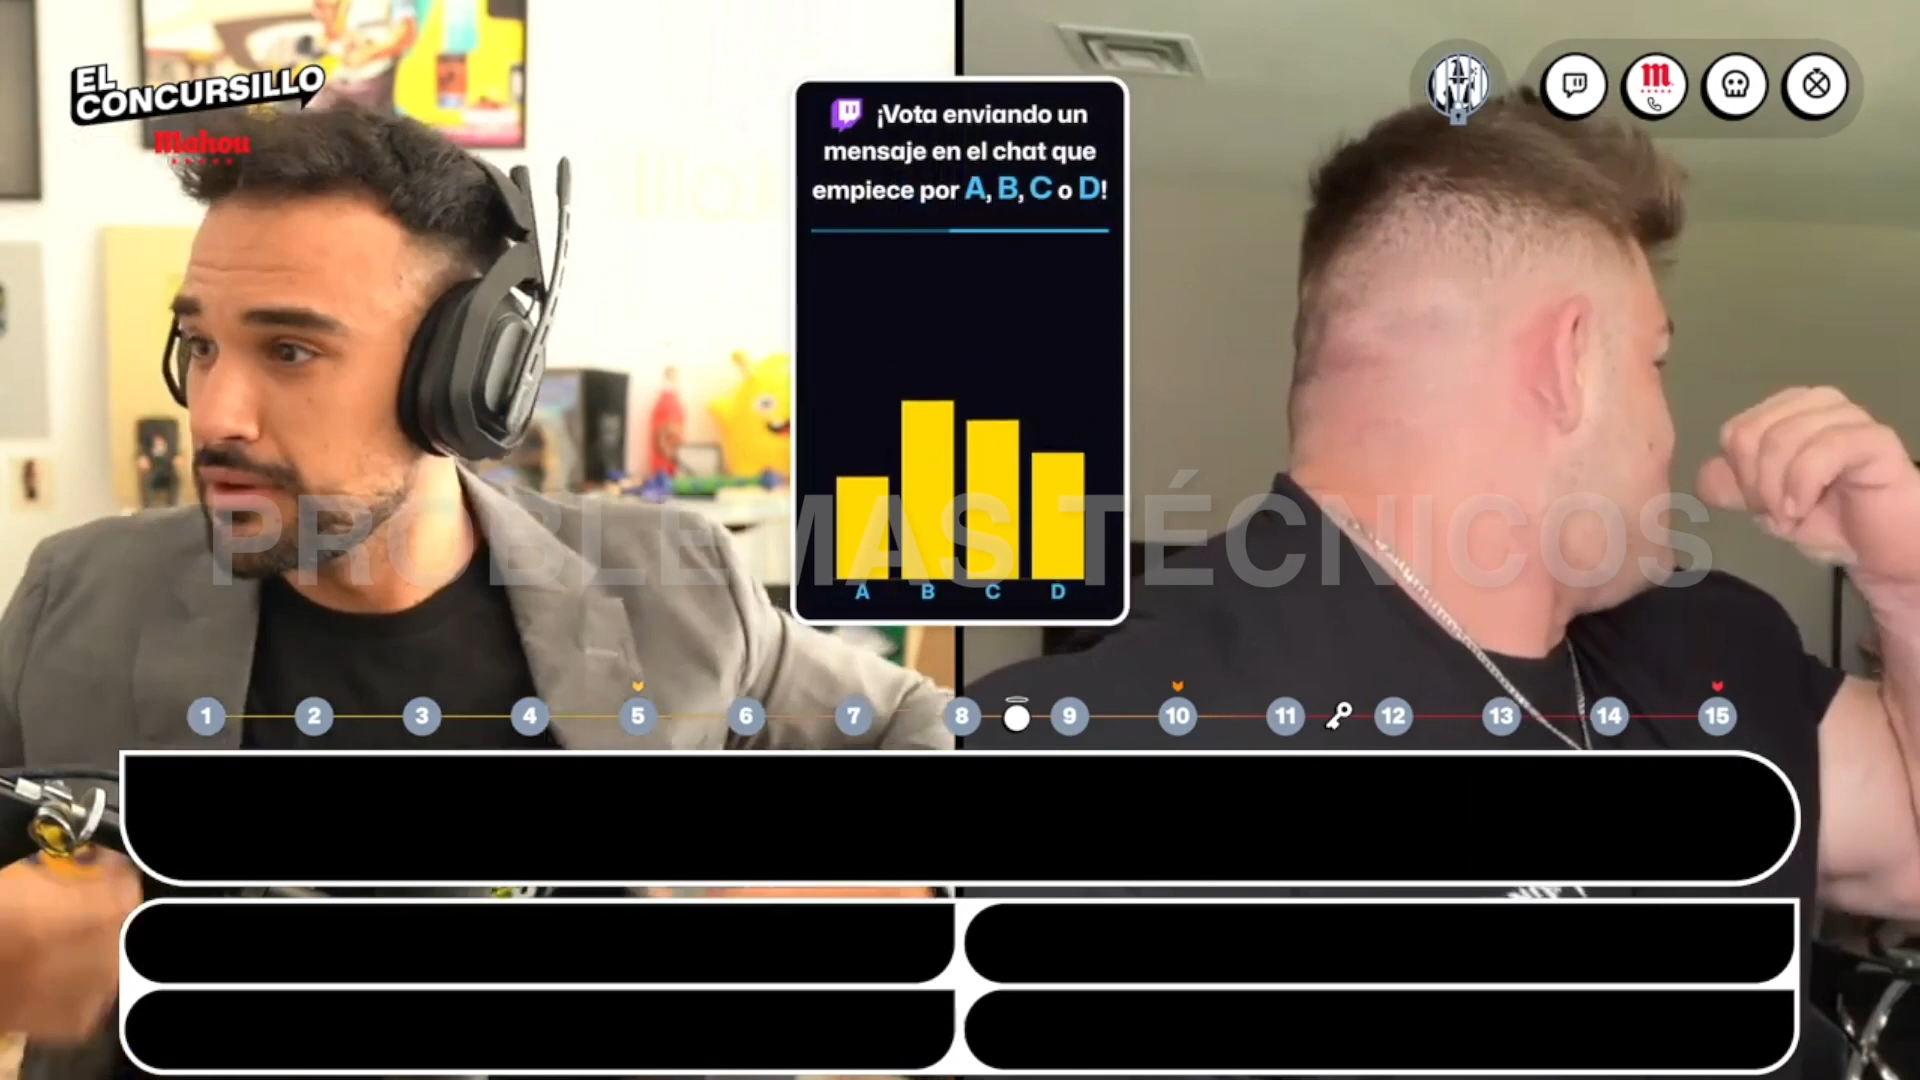 EL
CONCURSILLO
Mahou
¡Vota enviando un
mensaje en el chat que
empiece por A, B, C o D!
A B C D
PROBLEMAS TÉCNICOS
1 2 3 4 5 6 7 8 9 10 11 12 13 14 15